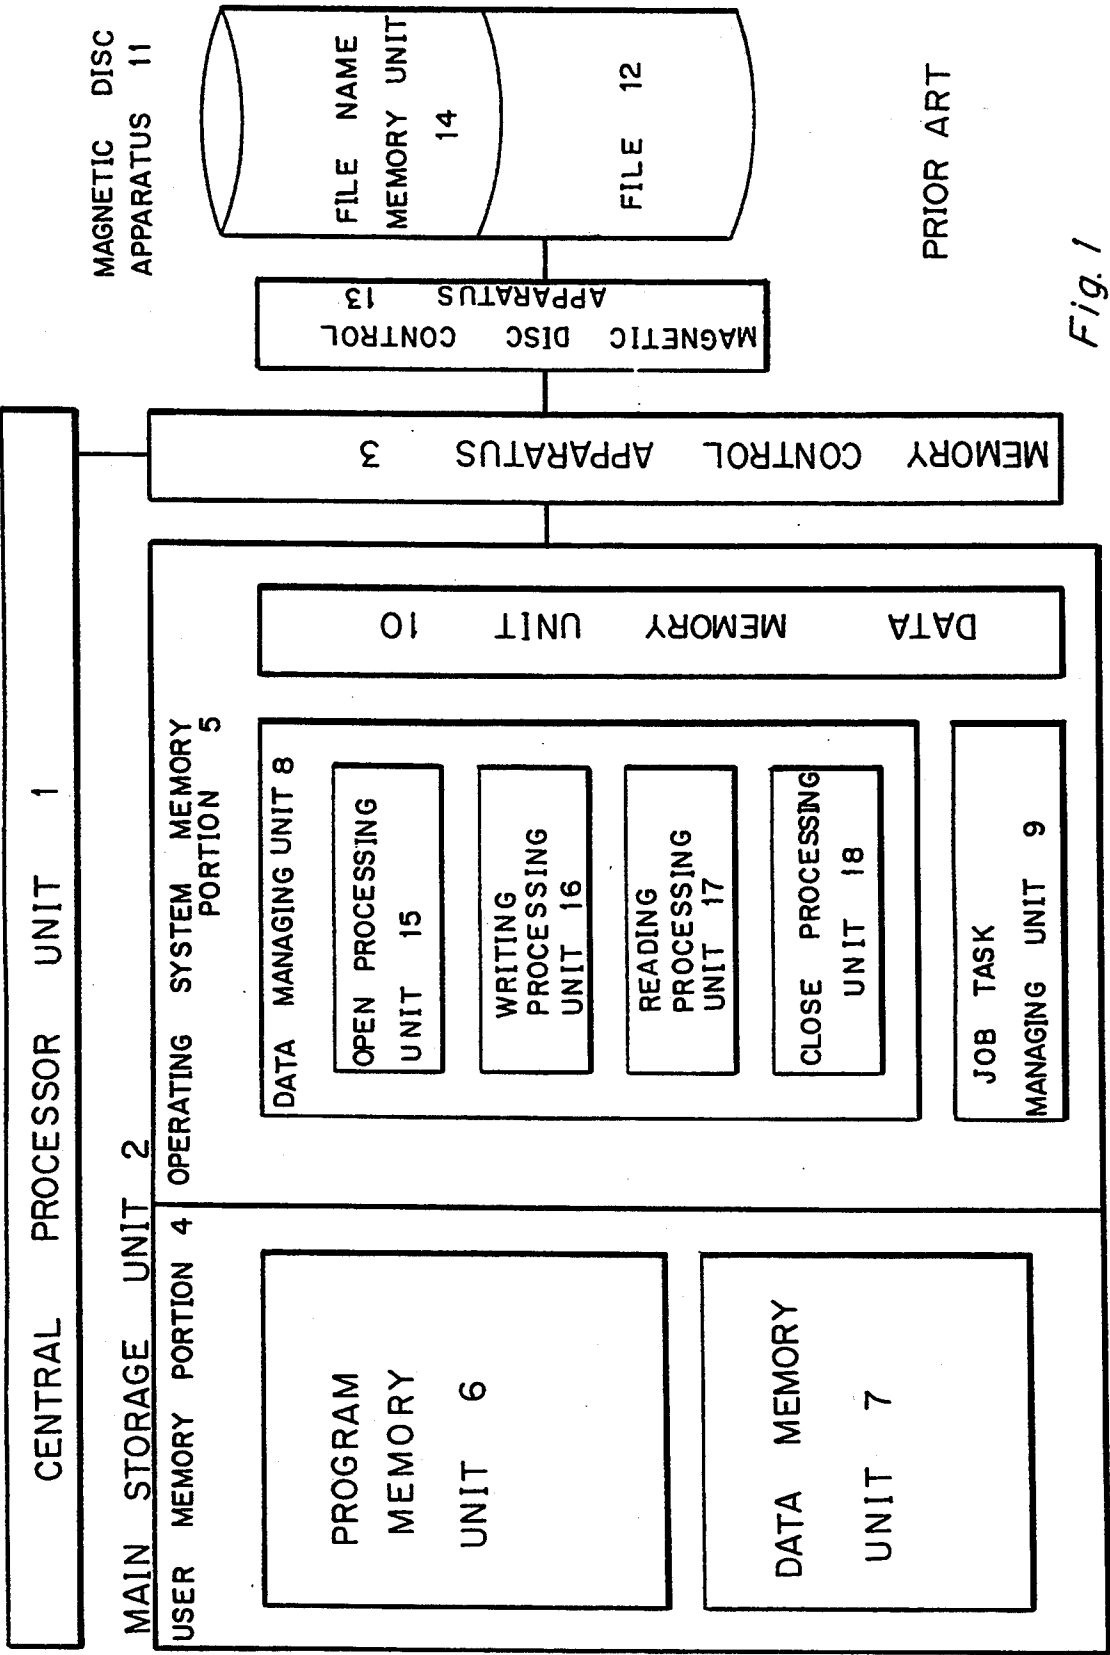 CENTRAL PROCESSOR UNIT 1
MAIN STORAGE UNIT 2
USER MEMORY PORTION 4
PROGRAM
MEMORY
UNIT 6
DATA MEMORY
UNIT 7
OPERATING SYSTEM MEMORY
PORTION 5
DATA MANAGING UNIT 8
OPEN PROCESSING
UNIT 15
WRITING
PROCESSING
UNIT 16
READING
PROCESSING
UNIT 17
CLOSE PROCESSING
UNIT 18
JOB TASK
MANAGING UNIT 9
DATA MEMORY UNIT 10
MEMORY CONTROL APPARATUS 3
MAGNETIC DISC CONTROL
APPARATUS 13
MAGNETIC DISC
APPARATUS 11
FILE NAME
MEMORY UNIT
14
FILE 12
PRIOR ART
Fig. 1